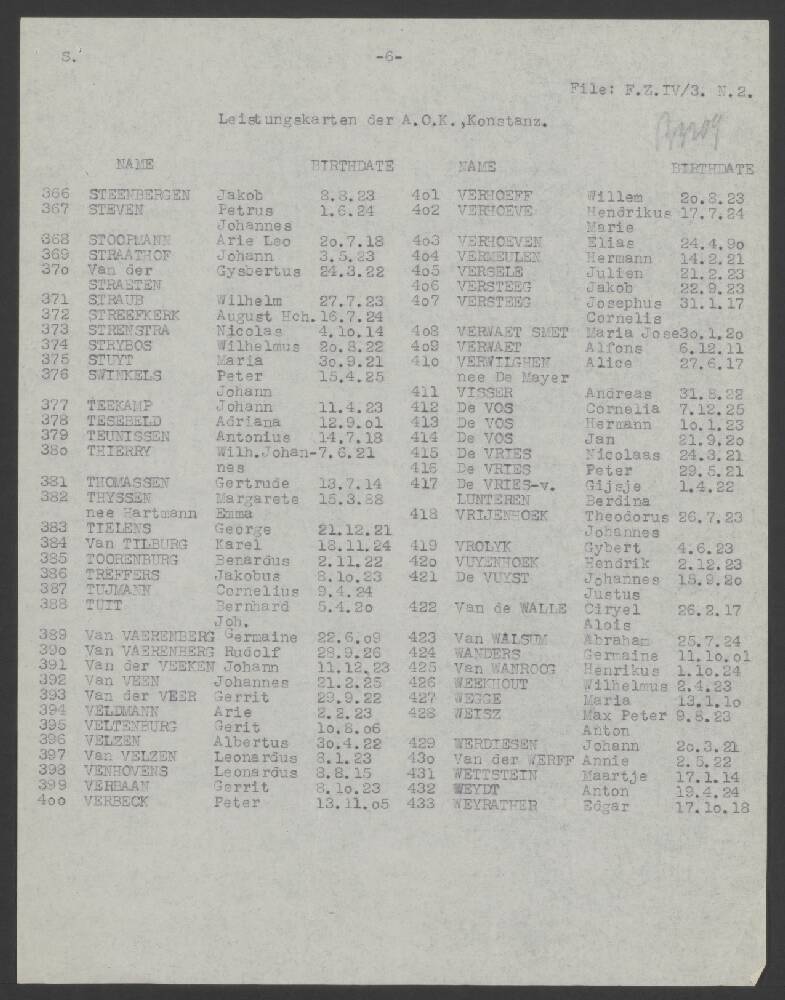 S. -6-
File: F.Z.IV/3. N.2.
Leistungskarten der A.O.K.,Konstanz.
NAME BIRTHDATE
366 STEENBERGEN Jakob 8.8.23
367 STEVEN Petrus 1.6.24
Johannes
368 STOOPMANN Arie Leo 2o.7.18
369 STRAATHOF Johann 3.5.23
37o Van der Gysbertus 24.3.22
STRAETEN
371 STRAUB Wilhelm 27.7.23
372 STREEFKERK August Hch. 16.7.24
373 STRENSTRA Nicolas 4.1o.14
374 STRYBOS Wilhelmus 2o.8.22
375 STUYT Maria 3o.9.21
376 SWINKELS Peter 15.4.25
Johann
377 TEEKAMP Johann 11.4.23
378 TESEBELD Adriana 12.9.o1
379 TEUNISSEN Antonius 14.7.18
38o THIERRY Wilh.Johan-7.6.21
nes
381 THOMASSEN Gertrude 13.7.14
382 THYSSEN Margarete 15.3.88
nee Hartmann Emma
383 TIELENS George 21.12.21
384 Van TILBURG Karel 18.11.24
385 TOORENBURG Benardus 2.11.22
386 TREFFERS Jakobus 8.1o.23
387 TUJMANN Cornelius 9.4.24
388 TUIT Bernhard 5.4.2o
Joh.
389 Van VAERENBERG Germaine 22.6.o9
39o Van VAERENBERG Rudolf 28.9.26
391 Van der VEEKEN Johann 11.12.23
392 Van VEEN Johannes 21.2.25
393 Van der VEER Gerrit 29.9.22
394 VELDMANN Arie 2.2.23
395 VELTENBURG Gerit 1o.8.o6
396 VELZEN Albertus 3o.4.22
397 Van VELZEN Leonardus 8.1.23
398 VENHOVENS Leonardus 8.8.15
399 VERBAAN Gerrit 8.1o.23
4oo VERBECK Peter 13.11.o5
NAME BIRTHDATE
4o1 VERHOEFF Willem 2o.8.23
4o2 VERHOEVE Hendrikus 17.7.24
Marie
4o3 VERHOEVEN Elias 24.4.9o
4o4 VERMEULEN Hermann 14.2.21
4o5 VERSELE Julien 21.2.23
4o6 VERSTEEG Jakob 22.9.23
4o7 VERSTEEG Josephus 31.1.17
Cornelis
4o8 VERWAET SMET Maria Jose3o.1.2o
4o9 VERWAET Alfons 6.12.11
41o VERWILGHEN Alice 27.6.17
nee De Mayer
411 VISSER Andreas 31.8.22
412 De VOS Cornelia 7.12.25
413 De VOS Hermann 1o.1.23
414 De VOS Jan 21.9.2o
415 De VRIES Nicolaas 24.3.21
416 De VRIES Peter 29.5.21
417 De VRIES-v. Gijsje 1.4.22
LUNTEREN Berdina
418 VRIJENHOEK Theodorus 26.7.23
Johannes
419 VROLYK Gybert 4.6.23
42o VUYENHOEK Hendrik 2.12.23
421 De VUYST Johannes 18.9.2o
Justus
422 Van de WALLE Ciryel 26.2.17
Alois
423 Van WALSUM Abraham 25.7.24
424 WANDERS Germaine 11.1o.o1
425 Van WANROOG Henrikus 1.1o.24
426 WEEKHOUT Wilhelmus 2.4.23
427 WEGGE Maria 13.1.1o
428 WEISZ Max Peter 9.8.23
Anton
429 WERDIESEN Johann 2o.3.21
43o Van der WERFF Annie 2.5.22
431 WETTSTEIN Maartje 17.1.14
432 WEYDT Anton 19.4.24
433 WEYRATHER Edgar 17.1o.18